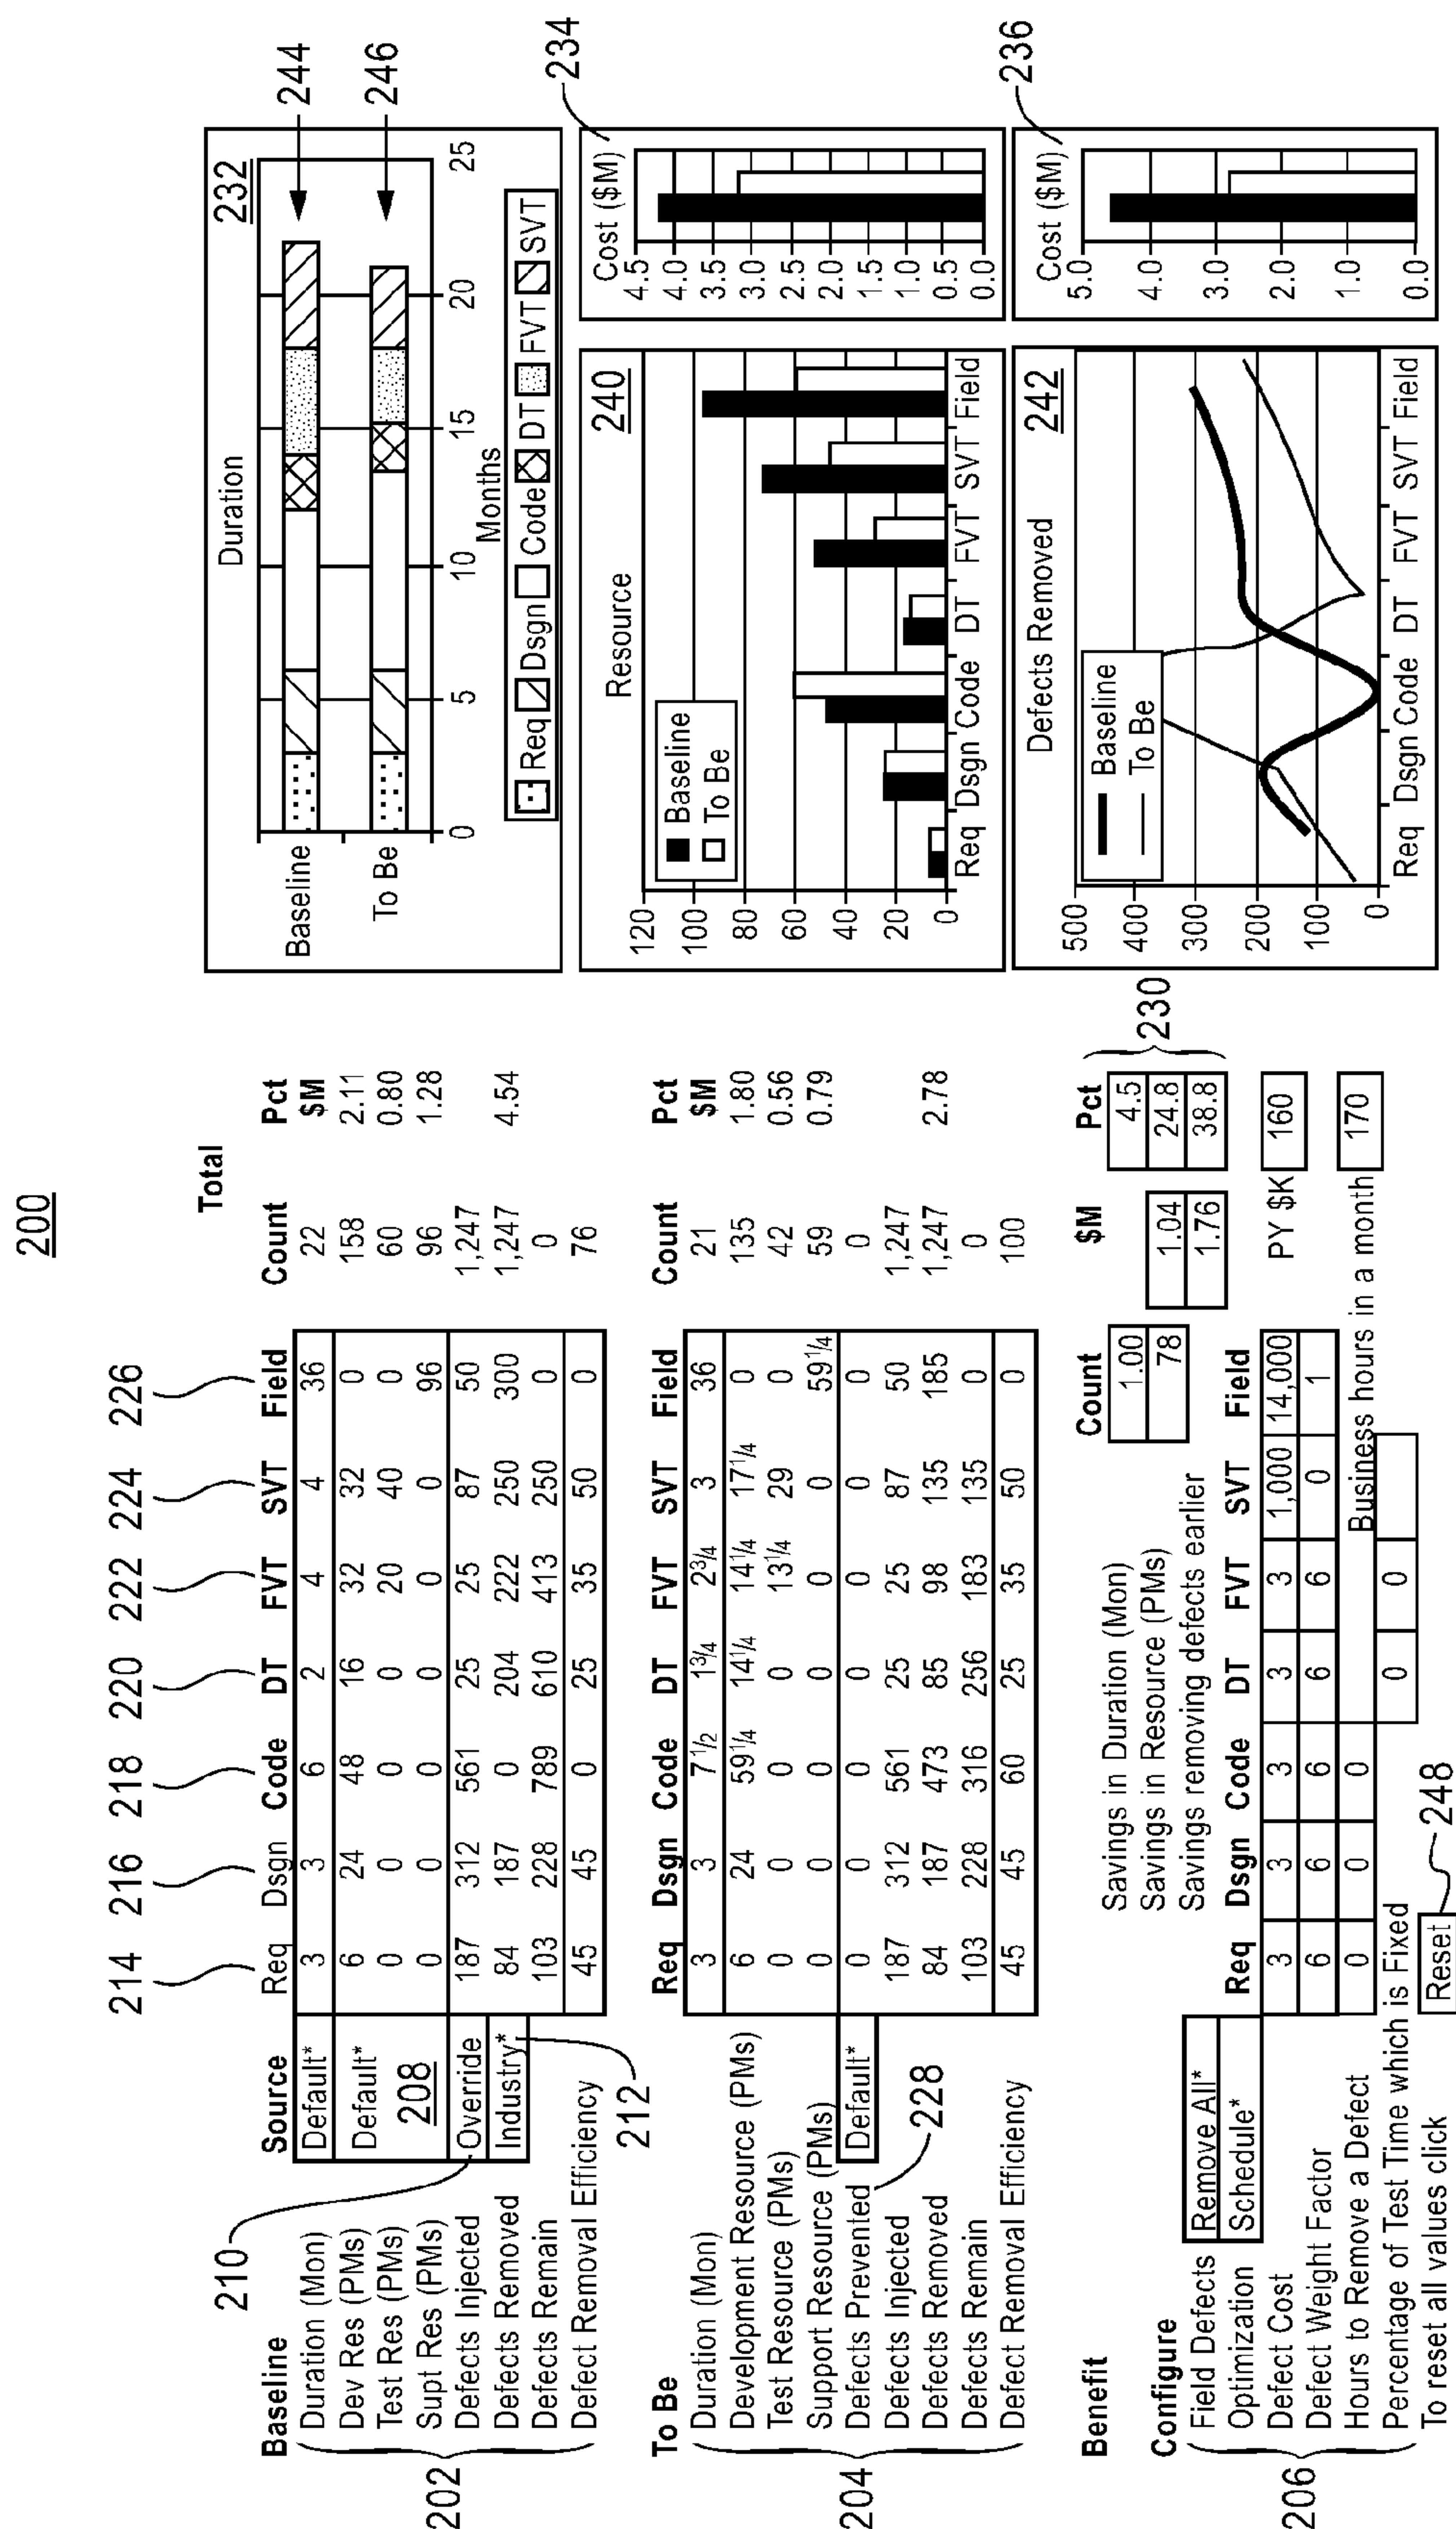 200
Total
214 216 218 220 222 224 226
Baseline Source Req Dsgn Code DT FVT SVT Field Count Pct
Duration (Mon) Default* 3 3 6 2 4 4 36 22 $M
Dev Res (PMs) Default* 6 24 48 16 32 32 0 158 2.11
Test Res (PMs) 0 0 0 0 20 40 0 60 0.80
Supt Res (PMs) 208 0 0 0 0 0 0 96 96 1.28
Defects Injected Override 187 312 561 25 25 87 50 1,247
Defects Removed Industry* 84 187 0 204 222 250 300 1,247 4.54
Defects Remain 103 228 789 610 413 250 0 0
Defect Removal Efficiency 45 45 0 25 35 50 0 76
202
210
212
To Be Req Dsgn Code DT FVT SVT Field Count Pct
Duration (Mon) 3 3 7 1/2 1 3/4 2 3/4 3 36 21 $M
Development Resource (PMs) 6 24 59 1/4 14 1/4 14 1/4 17 1/4 0 135 1.80
Test Resource (PMs) 0 0 0 0 13 1/4 29 0 42 0.56
Support Resource (PMs) 0 0 0 0 0 0 59 1/4 59 0.79
Defects Prevented Default* 0 0 0 0 0 0 0 0
Defects Injected 187 312 561 25 25 87 50 1,247
Defects Removed 84 187 473 85 98 135 185 1,247 2.78
Defects Remain 103 228 316 256 183 135 0 0
Defect Removal Efficiency 45 45 60 25 35 50 0 100
204
228
Benefit Count $M Pct
Savings in Duration (Mon) 1.00 4.5
Savings in Resource (PMs) 78 1.04 24.8
Savings removing defects earlier 1.76 38.8
230
Configure
Field Defects Remove All*
Optimization Schedule* Req Dsgn Code DT FVT SVT Field
Defect Cost 3 3 3 3 3 1,000 14,000 PY $K 160
Defect Weight Factor 6 6 6 6 6 0 1
Hours to Remove a Defect 0 0 0 Business hours in a month 170
Percentage of Test Time which is Fixed 0 0
To reset all values click Reset
206
248
Duration 232
Baseline
To Be
0 5 10 15 20 25
Months
Req Dsgn Code DT FVT SVT
244
246
Resource 240
120
100
80
60
40
20
0
Baseline
To Be
Req Dsgn Code DT FVT SVT Field
Cost ($M)
4.5
4.0
3.5
3.0
2.5
2.0
1.5
1.0
0.5
0.0
234
Defects Removed 242
500
400
300
200
100
0
Baseline
To Be
Req Dsgn Code DT FVT SVT Field
Cost ($M)
5.0
4.0
3.0
2.0
1.0
0.0
236